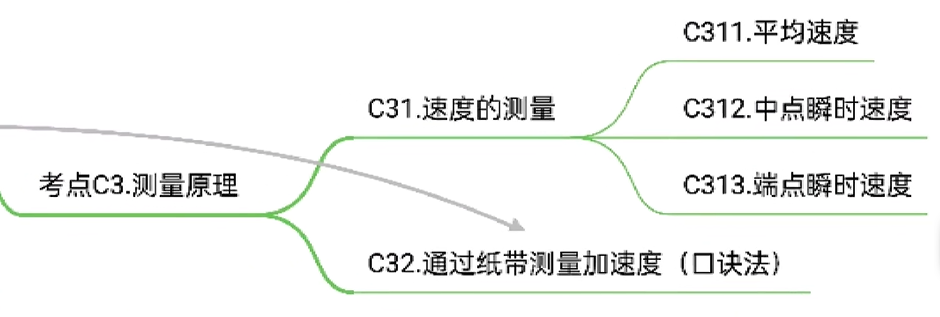 C311.平均速度
C31.速度的测量
C312.中点瞬时速度
考点C3.测量原理
C313.端点瞬时速度
C32.通过纸带测量加速度（口诀法）